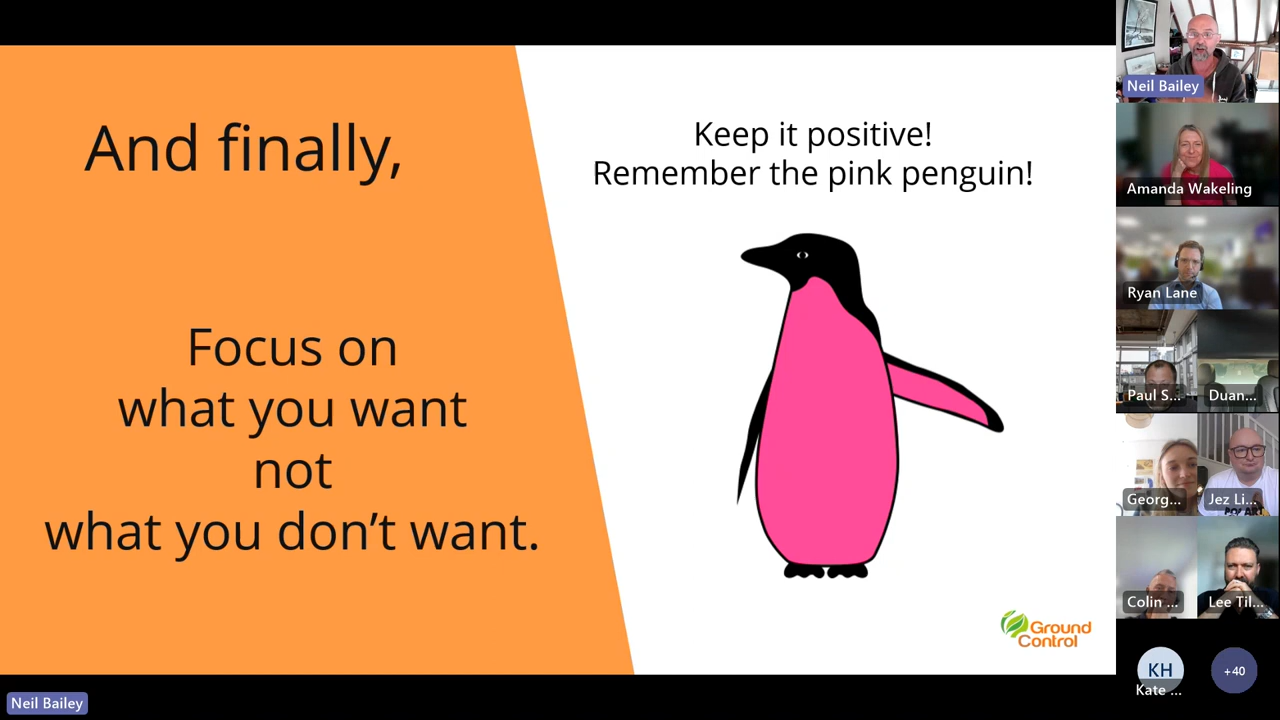 And finally,
Focus on
what you want
not
what you don’t want.
Keep it positive!
Remember the pink penguin!
Ground
Control
Neil Bailey
Amanda Wakeling
Ryan Lane
Paul S...
Duan...
Georg...
Jez Li...
Colin ...
Lee Til...
KH
Kate ...
+40
Neil Bailey